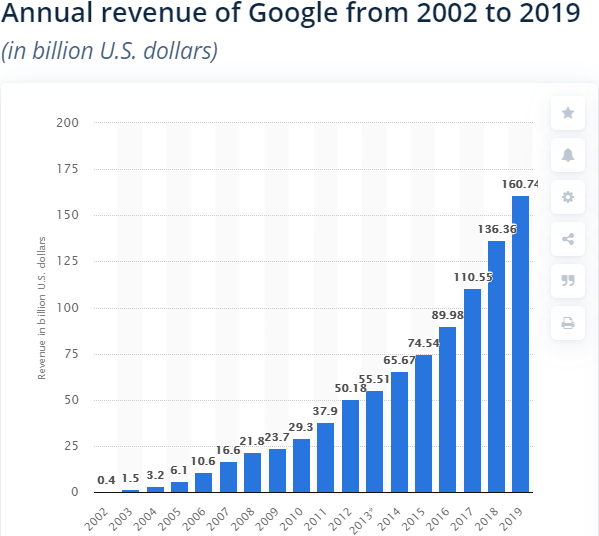 Annual revenue of Google from 2002 to 2019
(in billion U.S. dollars)
Revenue in billion U.S. dollars
200
175
150
125
100
75
50
25
0
0.4 1.5 3.2 6.1 10.6 16.6 21.8 23.7 29.3 37.9 50.18 55.51 65.67 74.54 89.98 110.55 136.36 160.74
2002 2003 2004 2005 2006 2007 2008 2009 2010 2011 2012 2013* 2014 2015 2016 2017 2018 2019